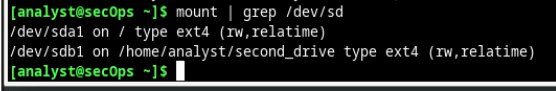 [analyst@secOps ~]$ mount | grep /dev/sd
/dev/sda1 on / type ext4 (rw,relatime)
/dev/sdb1 on /home/analyst/second_drive type ext4 (rw,relatime)
[analyst@secOps ~]$